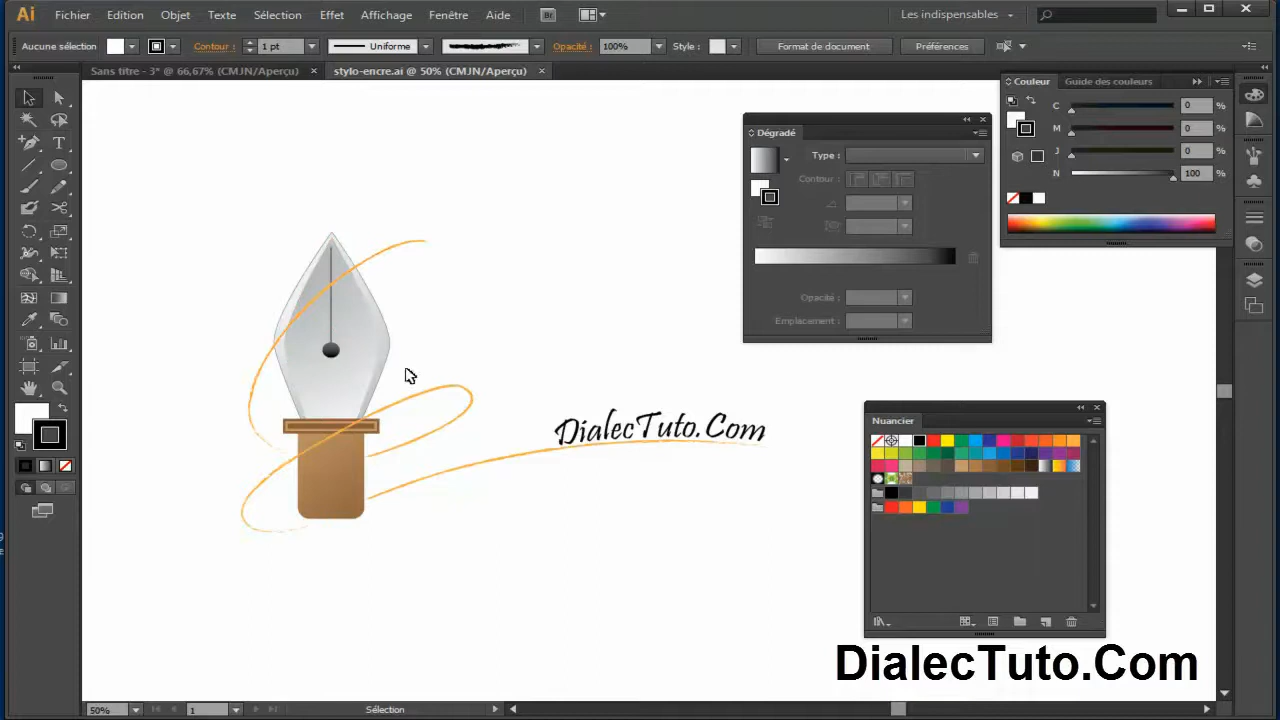 Ai Fichier Edition Objet Texte Sélection Effet Affichage Fenêtre Aide Br Les indispensables
Aucune sélection Contour : 1 pt Uniforme Opacité : 100% Style : Format de document Préférences
Sans titre - 3* @ 66,67% (CMJN/Aperçu) × stylo-encre.ai @ 50% (CMJN/Aperçu) ×
Couleur Guide des couleurs
C 0 %
M 0 %
J 0 %
N 100 %
Dégradé
Type :
Contour :
Opacité :
Emplacement :
DialecTuto.Com
Nuancier
DialecTuto.Com
50% 1 Sélection